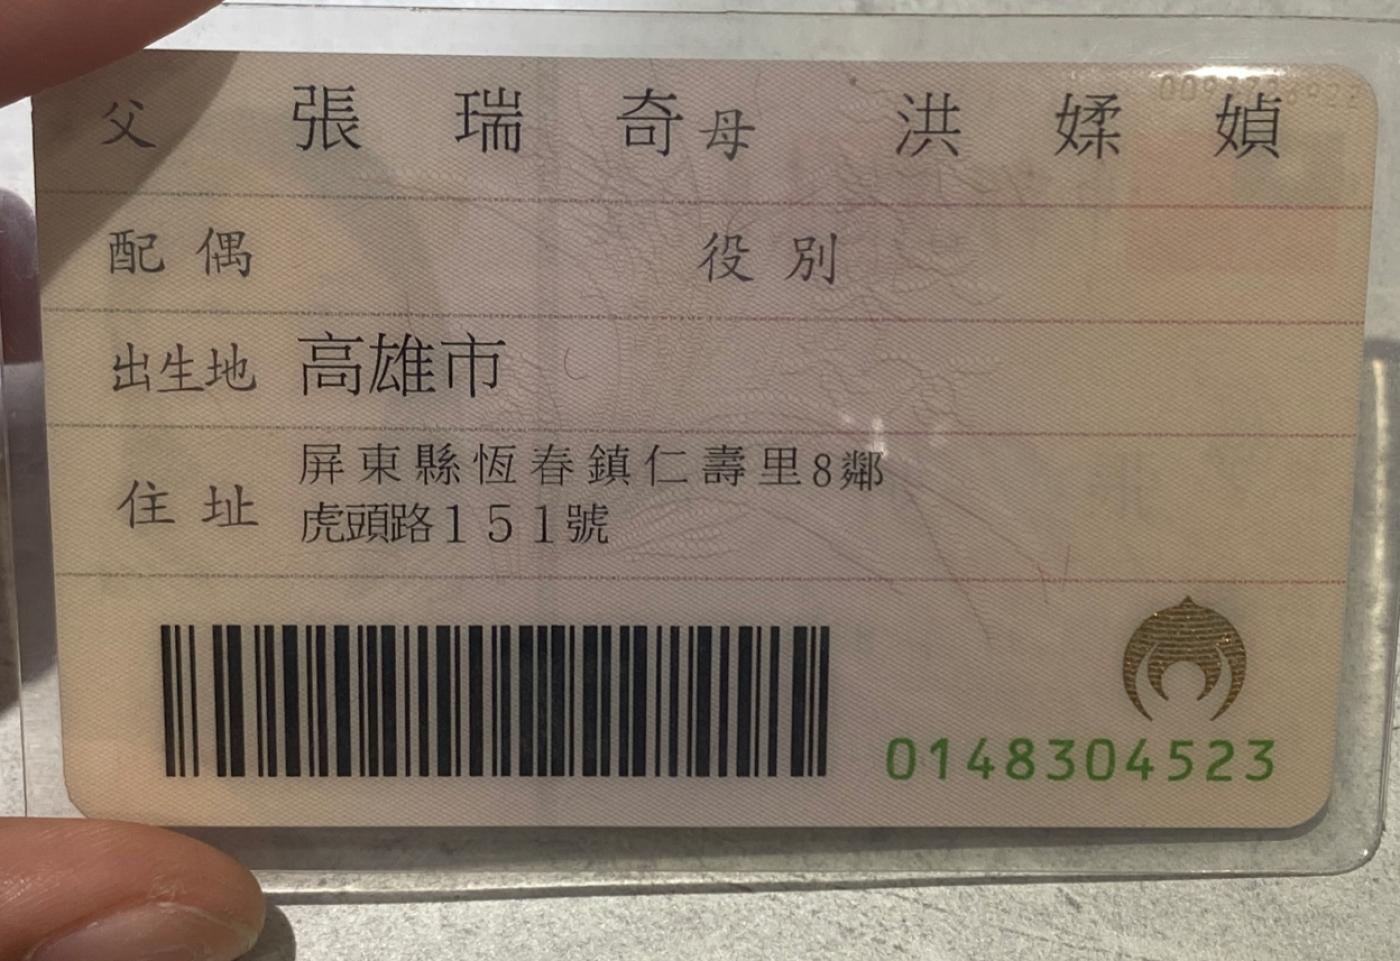 父 張瑞奇 母 洪媃媜
配偶 役別
出生地 高雄市
住址 屏東縣恆春鎮仁壽里8鄰
虎頭路151號
0148304523